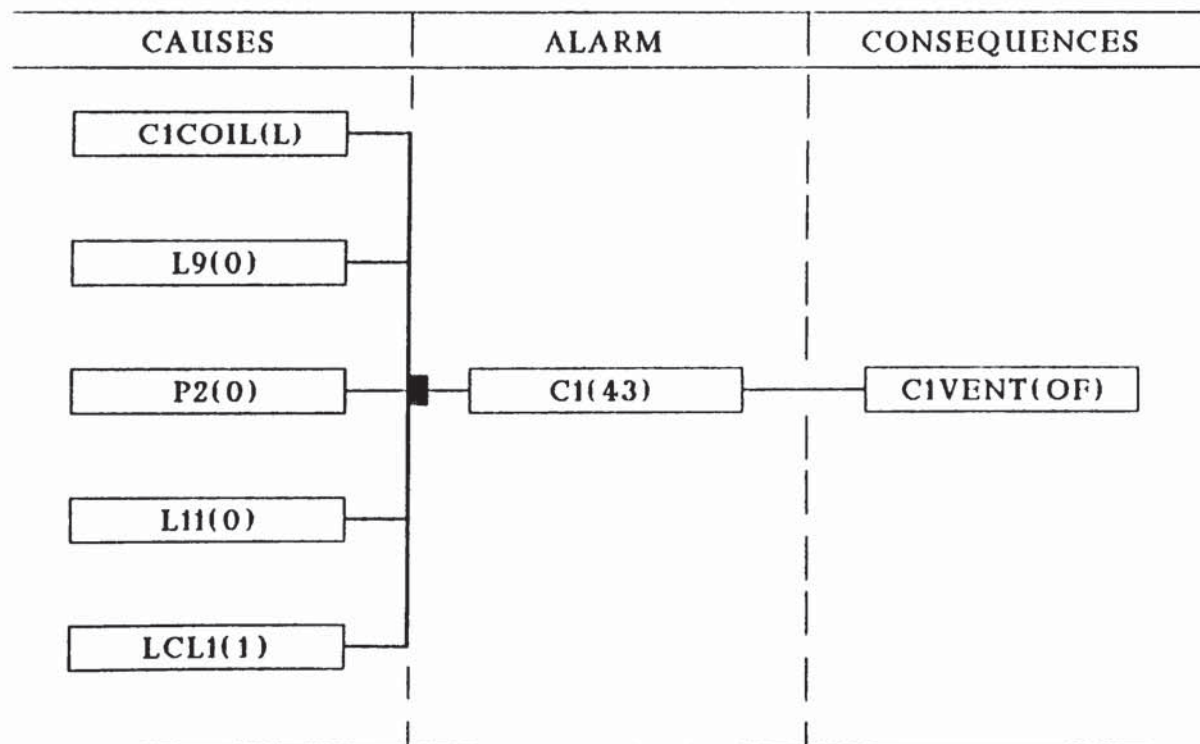 CAUSES ALARM CONSEQUENCES
C1COIL(L)
L9(0)
P2(0) C1(43) C1VENT(OF)
L11(0)
LCL1(1)